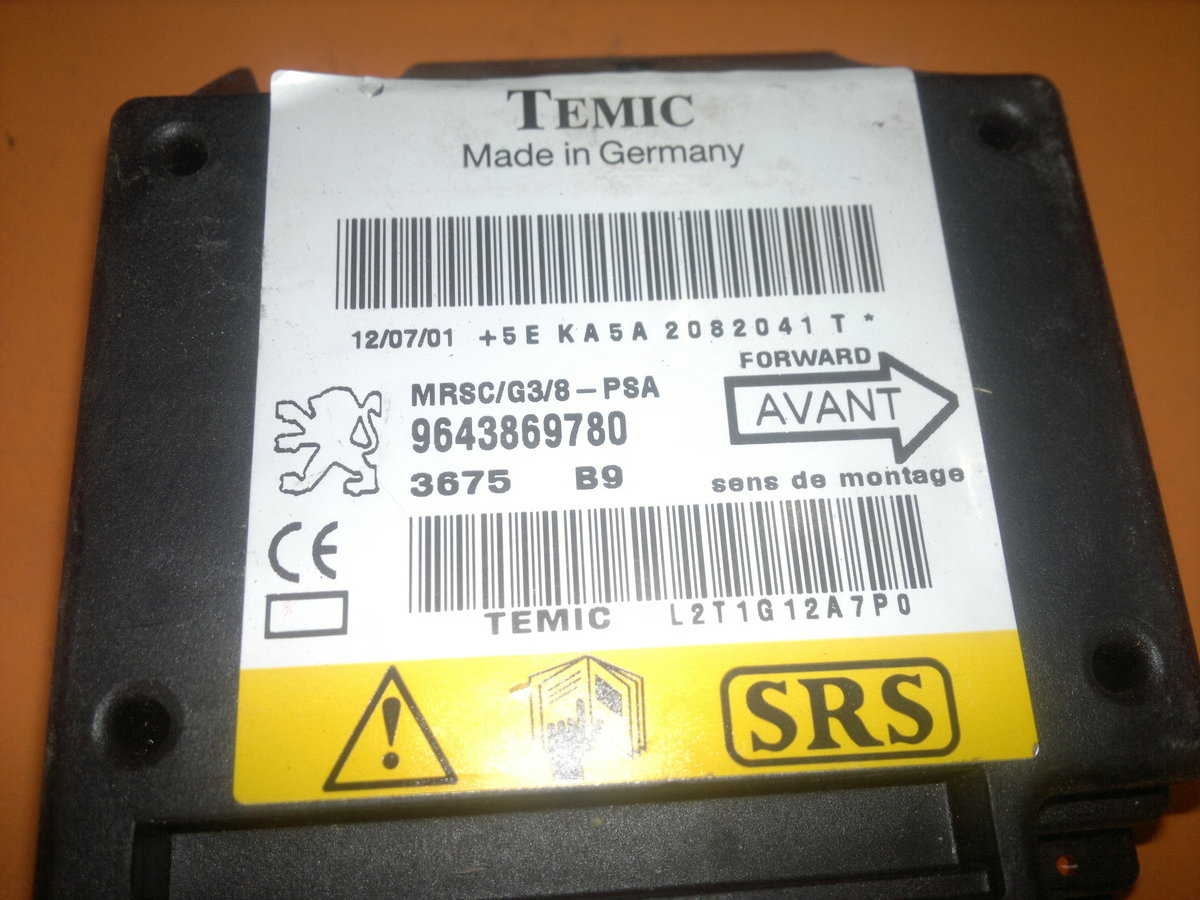 TEMIC
Made in Germany
12/07/01 +5E KA5A 2082041 T *
FORWARD
MRSC/G3/8-PSA
AVANT
9643869780
3675 B9
sens de montage
CE
TEMIC L2T1G12A7P0
SRS